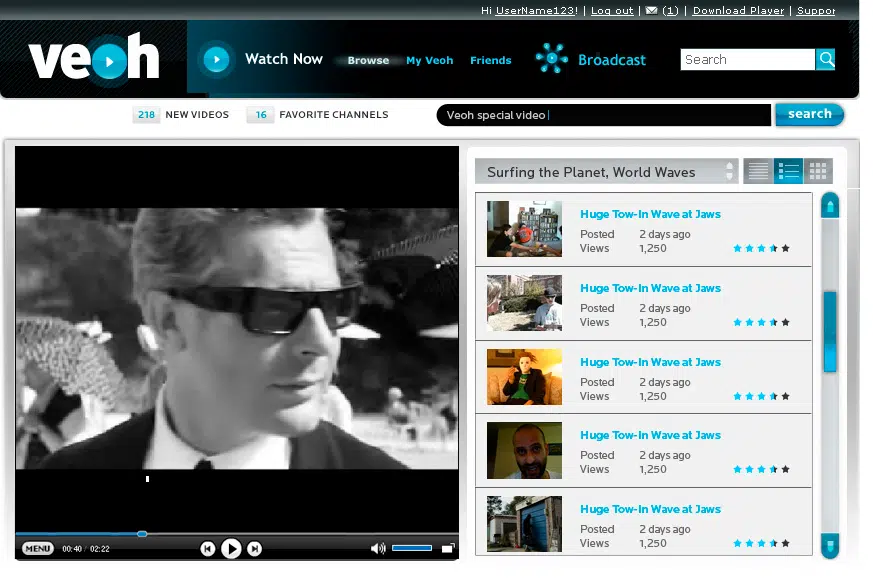 Hi UserName123! | Log out | (1) | Download Player | Suppor
veoh
Watch Now Browse My Veoh Friends Broadcast Search
218 NEW VIDEOS 16 FAVORITE CHANNELS Veoh special video search
Surfing the Planet, World Waves
Huge Tow-In Wave at Jaws
Posted 2 days ago
Views 1,250
Huge Tow-In Wave at Jaws
Posted 2 days ago
Views 1,250
Huge Tow-In Wave at Jaws
Posted 2 days ago
Views 1,250
Huge Tow-In Wave at Jaws
Posted 2 days ago
Views 1,250
Huge Tow-In Wave at Jaws
Posted 2 days ago
Views 1,250
MENU 00:40 / 02:22